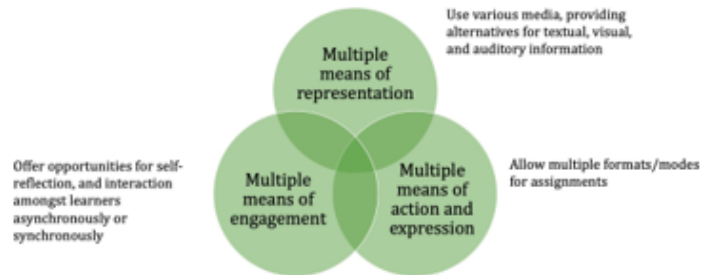 Use various media, providing
alternatives for textual, visual,
and auditory information
Multiple
means of
representation
Offer opportunities for self-
reflection, and interaction
amongst learners
asynchronously or
synchronously
Multiple
means of
engagement
Multiple
means of
action and
expression
Allow multiple formats/modes
for assignments